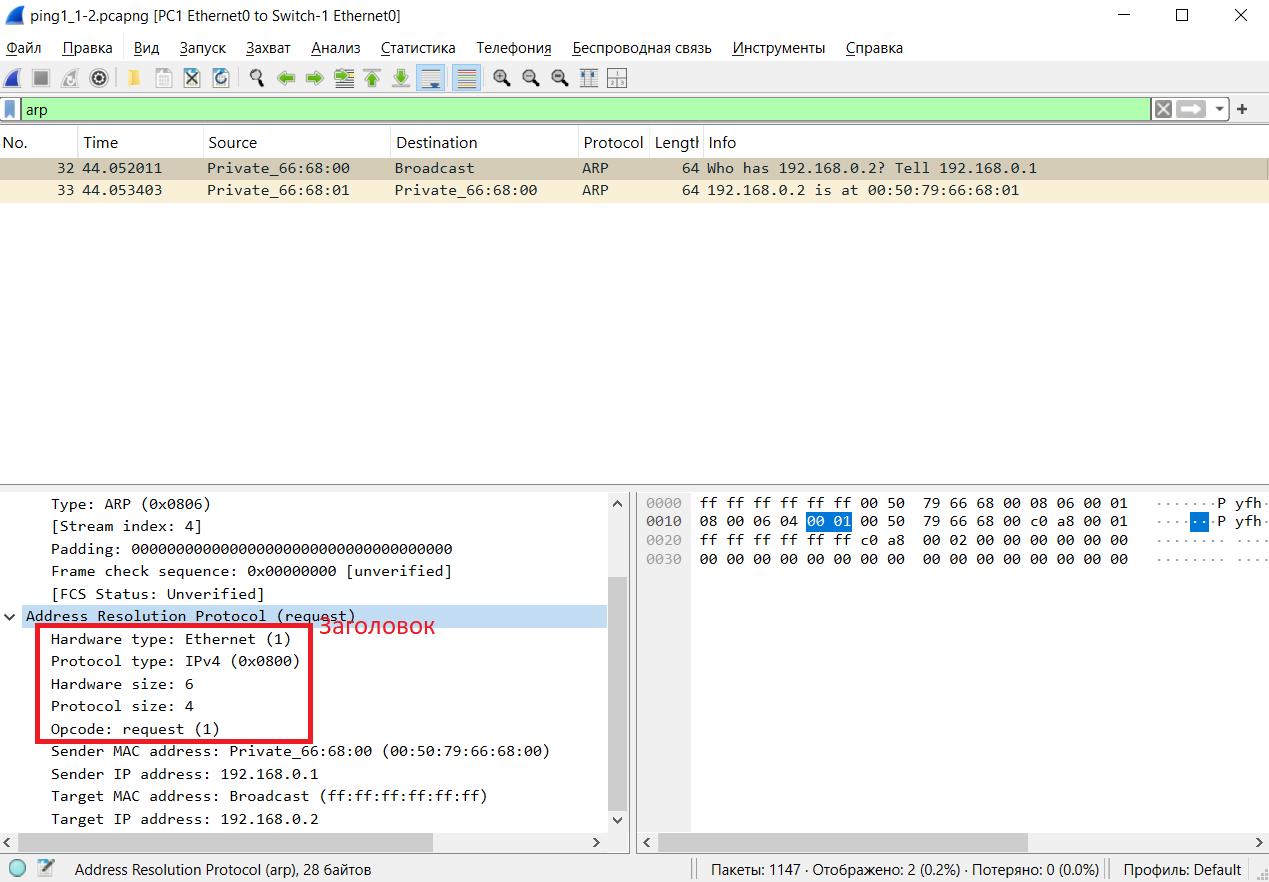 ping1_1-2.pcapng [PC1 Ethernet0 to Switch-1 Ethernet0]
Файл Правка Вид Запуск Захват Анализ Статистика Телефония Беспроводная связь Инструменты Справка
arp
No. Time Source Destination Protocol Length Info
32 44.052011 Private_66:68:00 Broadcast ARP 64 Who has 192.168.0.2? Tell 192.168.0.1
33 44.053403 Private_66:68:01 Private_66:68:00 ARP 64 192.168.0.2 is at 00:50:79:66:68:01
Type: ARP (0x0806)
[Stream index: 4]
Padding: 000000000000000000000000000000000000
Frame check sequence: 0x00000000 [unverified]
[FCS Status: Unverified]
Address Resolution Protocol (request)
Заголовок
Hardware type: Ethernet (1)
Protocol type: IPv4 (0x0800)
Hardware size: 6
Protocol size: 4
Opcode: request (1)
Sender MAC address: Private_66:68:00 (00:50:79:66:68:00)
Sender IP address: 192.168.0.1
Target MAC address: Broadcast (ff:ff:ff:ff:ff:ff)
Target IP address: 192.168.0.2
0000 ff ff ff ff ff ff 00 50 79 66 68 00 08 06 00 01 ·······P yfh·
0010 08 00 06 04 00 01 00 50 79 66 68 00 c0 a8 00 01 ·······P yfh·
0020 ff ff ff ff ff ff c0 a8 00 02 00 00 00 00 00 00 ········ ····
0030 00 00 00 00 00 00 00 00 00 00 00 00 00 00 00 00 ········ ····
Address Resolution Protocol (arp), 28 байтов
Пакеты: 1147 · Отображено: 2 (0.2%) · Потеряно: 0 (0.0%)
Профиль: Default